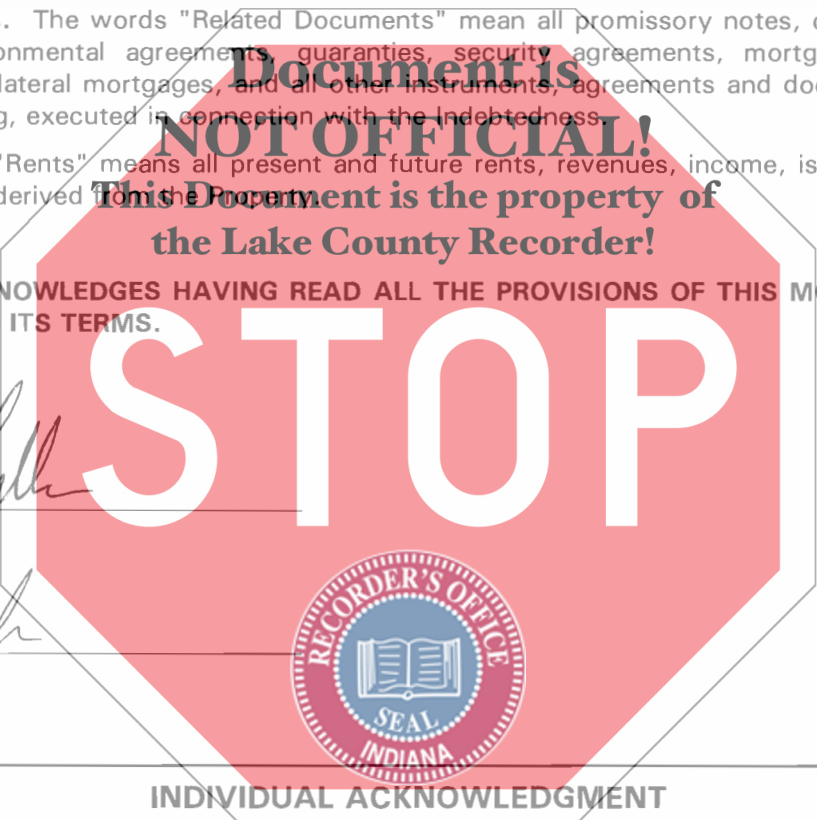 . The words "Related Documents" mean all promissory notes,
onmental agreements, guaranties, security agreements, mortg
Document is
lateral mortgages, and all other instruments, agreements and do
g, executed in connection with the Indebtedness.
NOT OFFICIAL!
"Rents" means all present and future rents, revenues, income, is
derived from the Property.
This Document is the property of
the Lake County Recorder!
NOWLEDGES HAVING READ ALL THE PROVISIONS OF THIS M
ITS TERMS.
STOP
RECORDER'S OFFICE
SEAL
INDIANA
INDIVIDUAL ACKNOWLEDGMENT